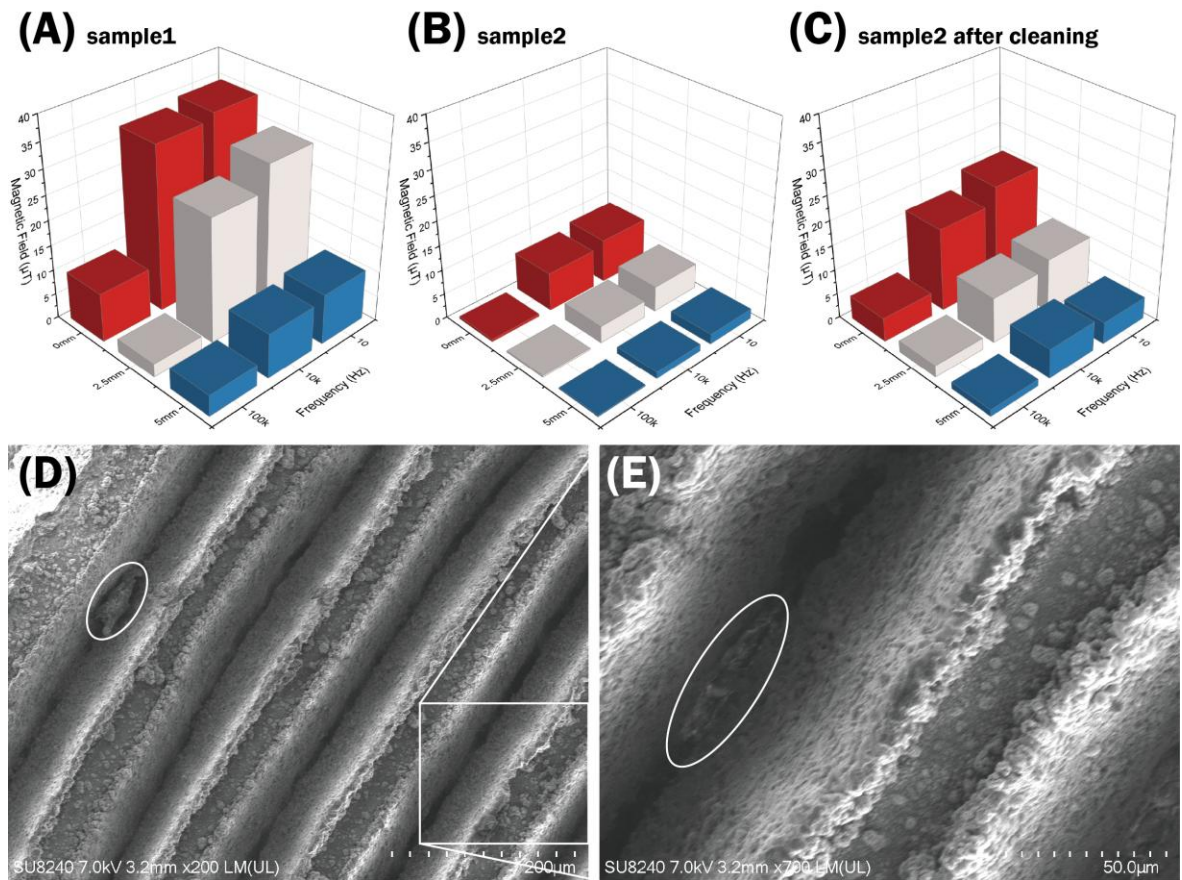 (A) sample1
40
35
30
25
20
15
10
5
0
Magnetic Field (μT)
0mm
2.5mm
5mm
100k
10k
10
Frequency (Hz)
(B) sample2
40
35
30
25
20
15
10
5
0
Magnetic Field (μT)
0mm
2.5mm
5mm
100k
10k
10
Frequency (Hz)
(C) sample2 after cleaning
40
35
30
25
20
15
10
5
0
Magnetic Field (μT)
0mm
2.5mm
5mm
100k
10k
10
Frequency (Hz)
(D)
SU8240 7.0kV 3.2mm x200 LM(UL)
200μm
(E)
SU8240 7.0kV 3.2mm x700 LM(UL)
50.0μm